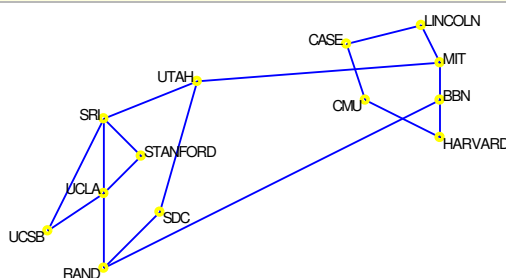 LINCOLN
CASE
MIT
UTAH
BBN
CMU
SRI
HARVARD
STANFORD
UCLA
SDC
UCSB
RAND